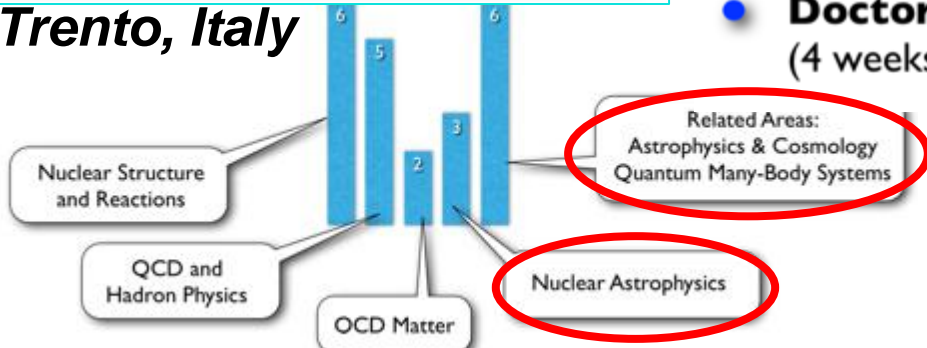 Trento, Italy
Doctor
(4 weeks
6
5
2
3
6
Nuclear Structure
and Reactions
QCD and
Hadron Physics
OCD Matter
Nuclear Astrophysics
Related Areas:
Astrophysics & Cosmology
Quantum Many-Body Systems